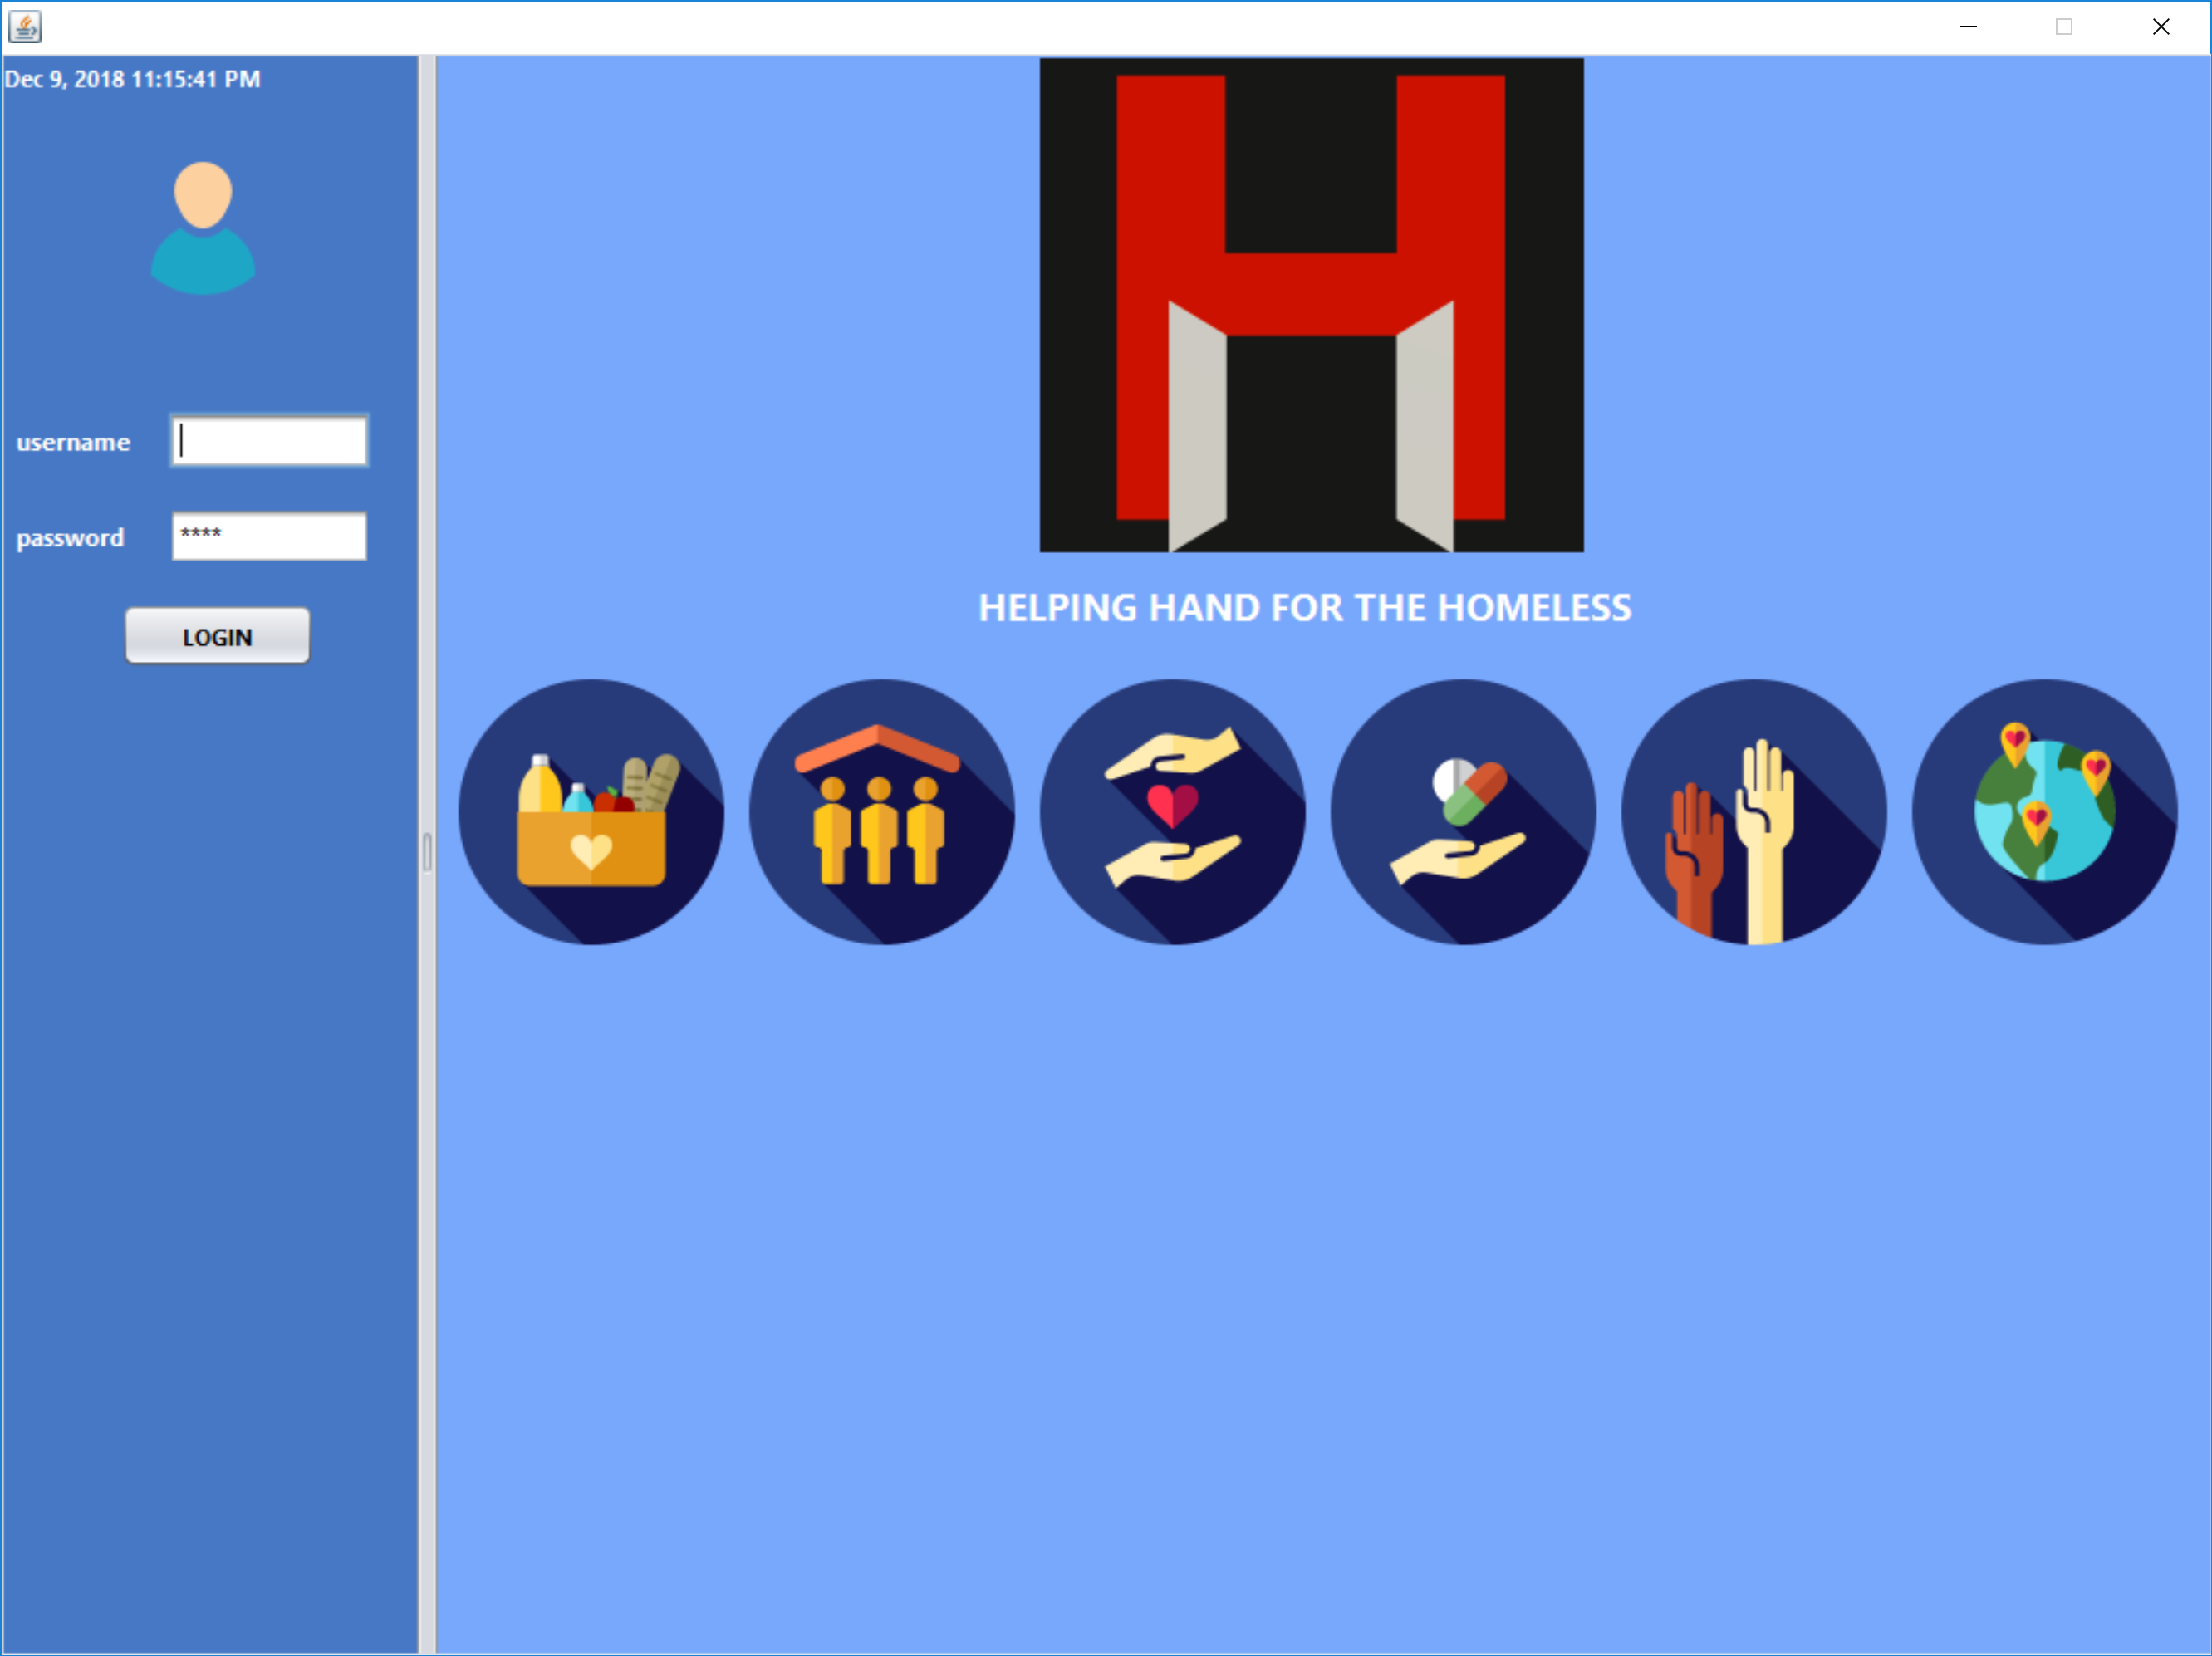 Dec 9, 2018 11:15:41 PM
username
password
****
LOGIN
H
HELPING HAND FOR THE HOMELESS